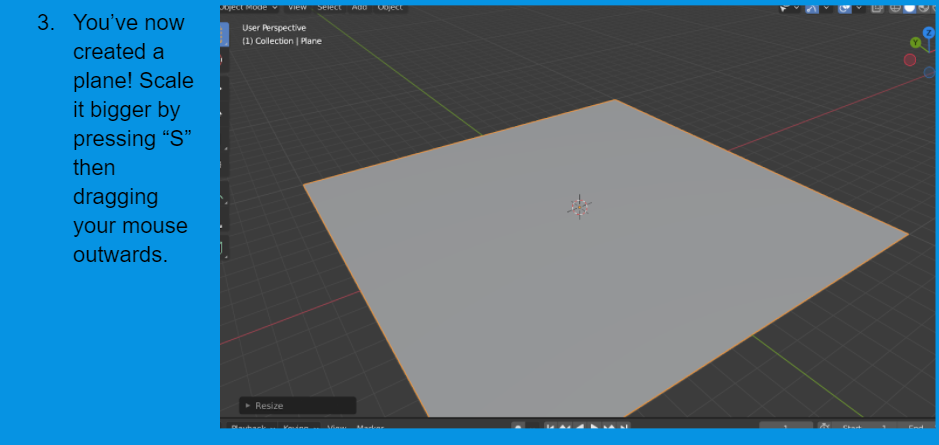 3. You’ve now
created a
plane! Scale
it bigger by
pressing “S”
then
dragging
your mouse
outwards.
Object Mode View Select Add Object
User Perspective
(1) Collection | Plane
Z
Y
Resize
Playback Keying View Marker
1 Start 1 End